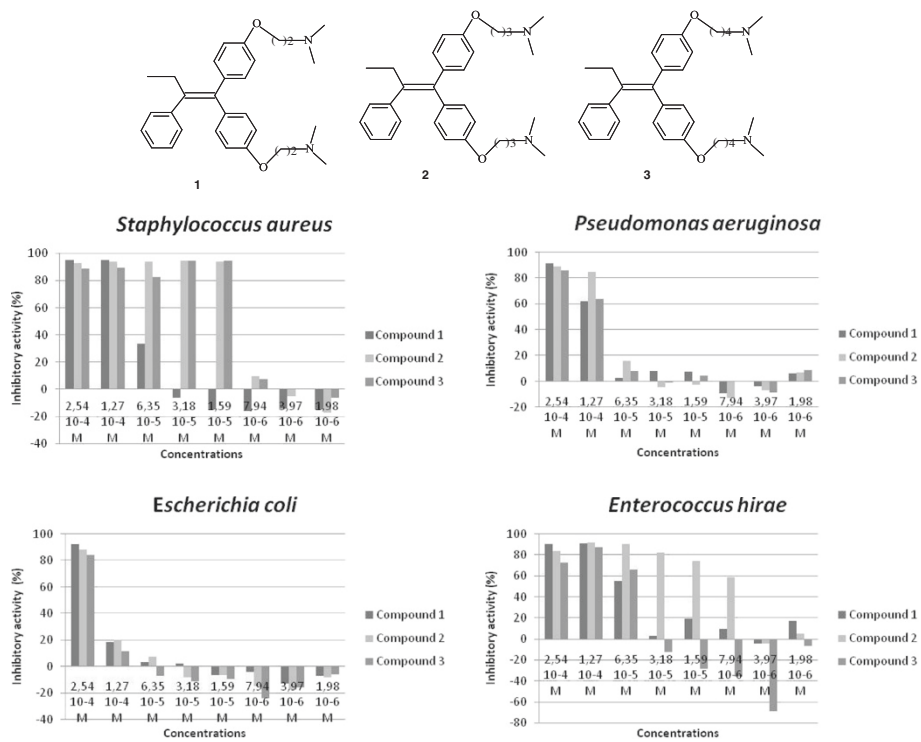 O ( )2 N
O ( )3 N
O ( )4 N
O ( )2 N
O ( )3 N
O ( )4 N
1
2
3
Staphylococcus aureus
100
80
60
40
20
0
-20
-40
Inhibitory activity (%)
2,54 1,27 6,35 3,18 1,59 7,94 3,97 1,98
10-4 10-4 10-5 10-5 10-5 10-6 10-6 10-6
M M M M M M M M
Concentrations
Compound 1
Compound 2
Compound 3
Pseudomonas aeruginosa
100
80
60
40
20
0
-20
Inhibitory activity (%)
2,54 1,27 6,35 3,18 1,59 7,94 3,97 1,98
10-4 10-4 10-5 10-5 10-5 10-6 10-6 10-6
M M M M M M M M
Concentrations
Compound 1
Compound 2
Compound 3
Escherichia coli
100
80
60
40
20
0
-20
-40
Inhibitory activity (%)
2,54 1,27 6,35 3,18 1,59 7,94 3,97 1,98
10-4 10-4 10-5 10-5 10-5 10-6 10-6 10-6
M M M M M M M M
Concentrations
Compound 1
Compound 2
Compound 3
Enterococcus hirae
100
80
60
40
20
0
-20
-40
-60
-80
Inhibitory activity (%)
2,54 1,27 6,35 3,18 1,59 7,94 3,97 1,98
10-4 10-4 10-5 10-5 10-5 10-6 10-6 10-6
M M M M M M M M
Concentrations
Compound 1
Compound 2
Compound 3